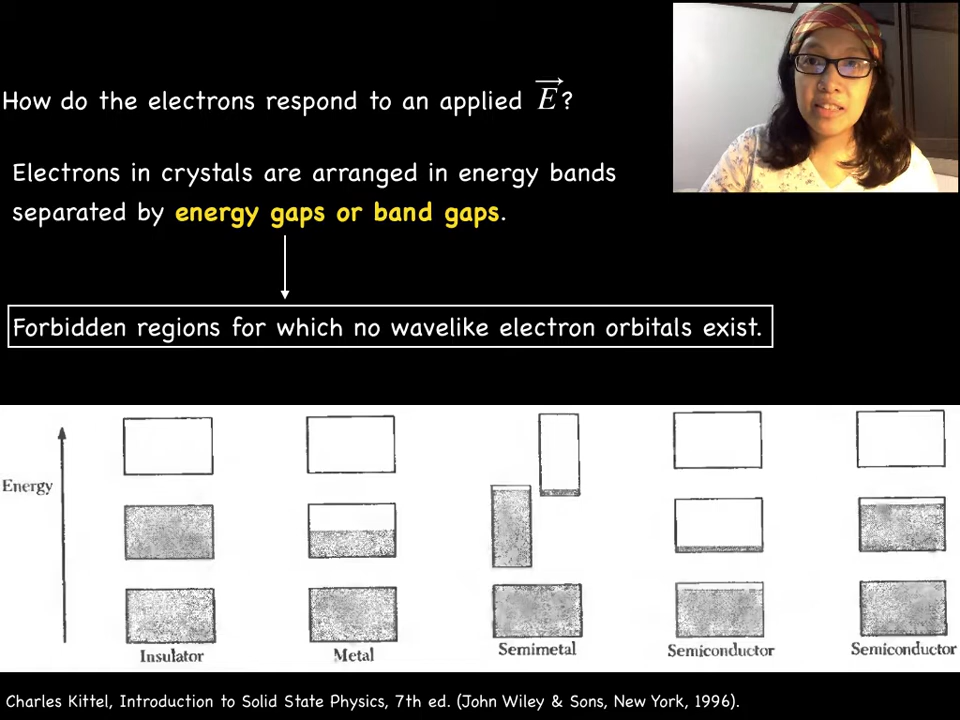 How do the electrons respond to an applied E?
Electrons in crystals are arranged in energy bands
separated by energy gaps or band gaps.
Forbidden regions for which no wavelike electron orbitals exist.
Energy
Insulator
Metal
Semimetal
Semiconductor
Semiconductor
Charles Kittel, Introduction to Solid State Physics, 7th ed. (John Wiley & Sons, New York, 1996).